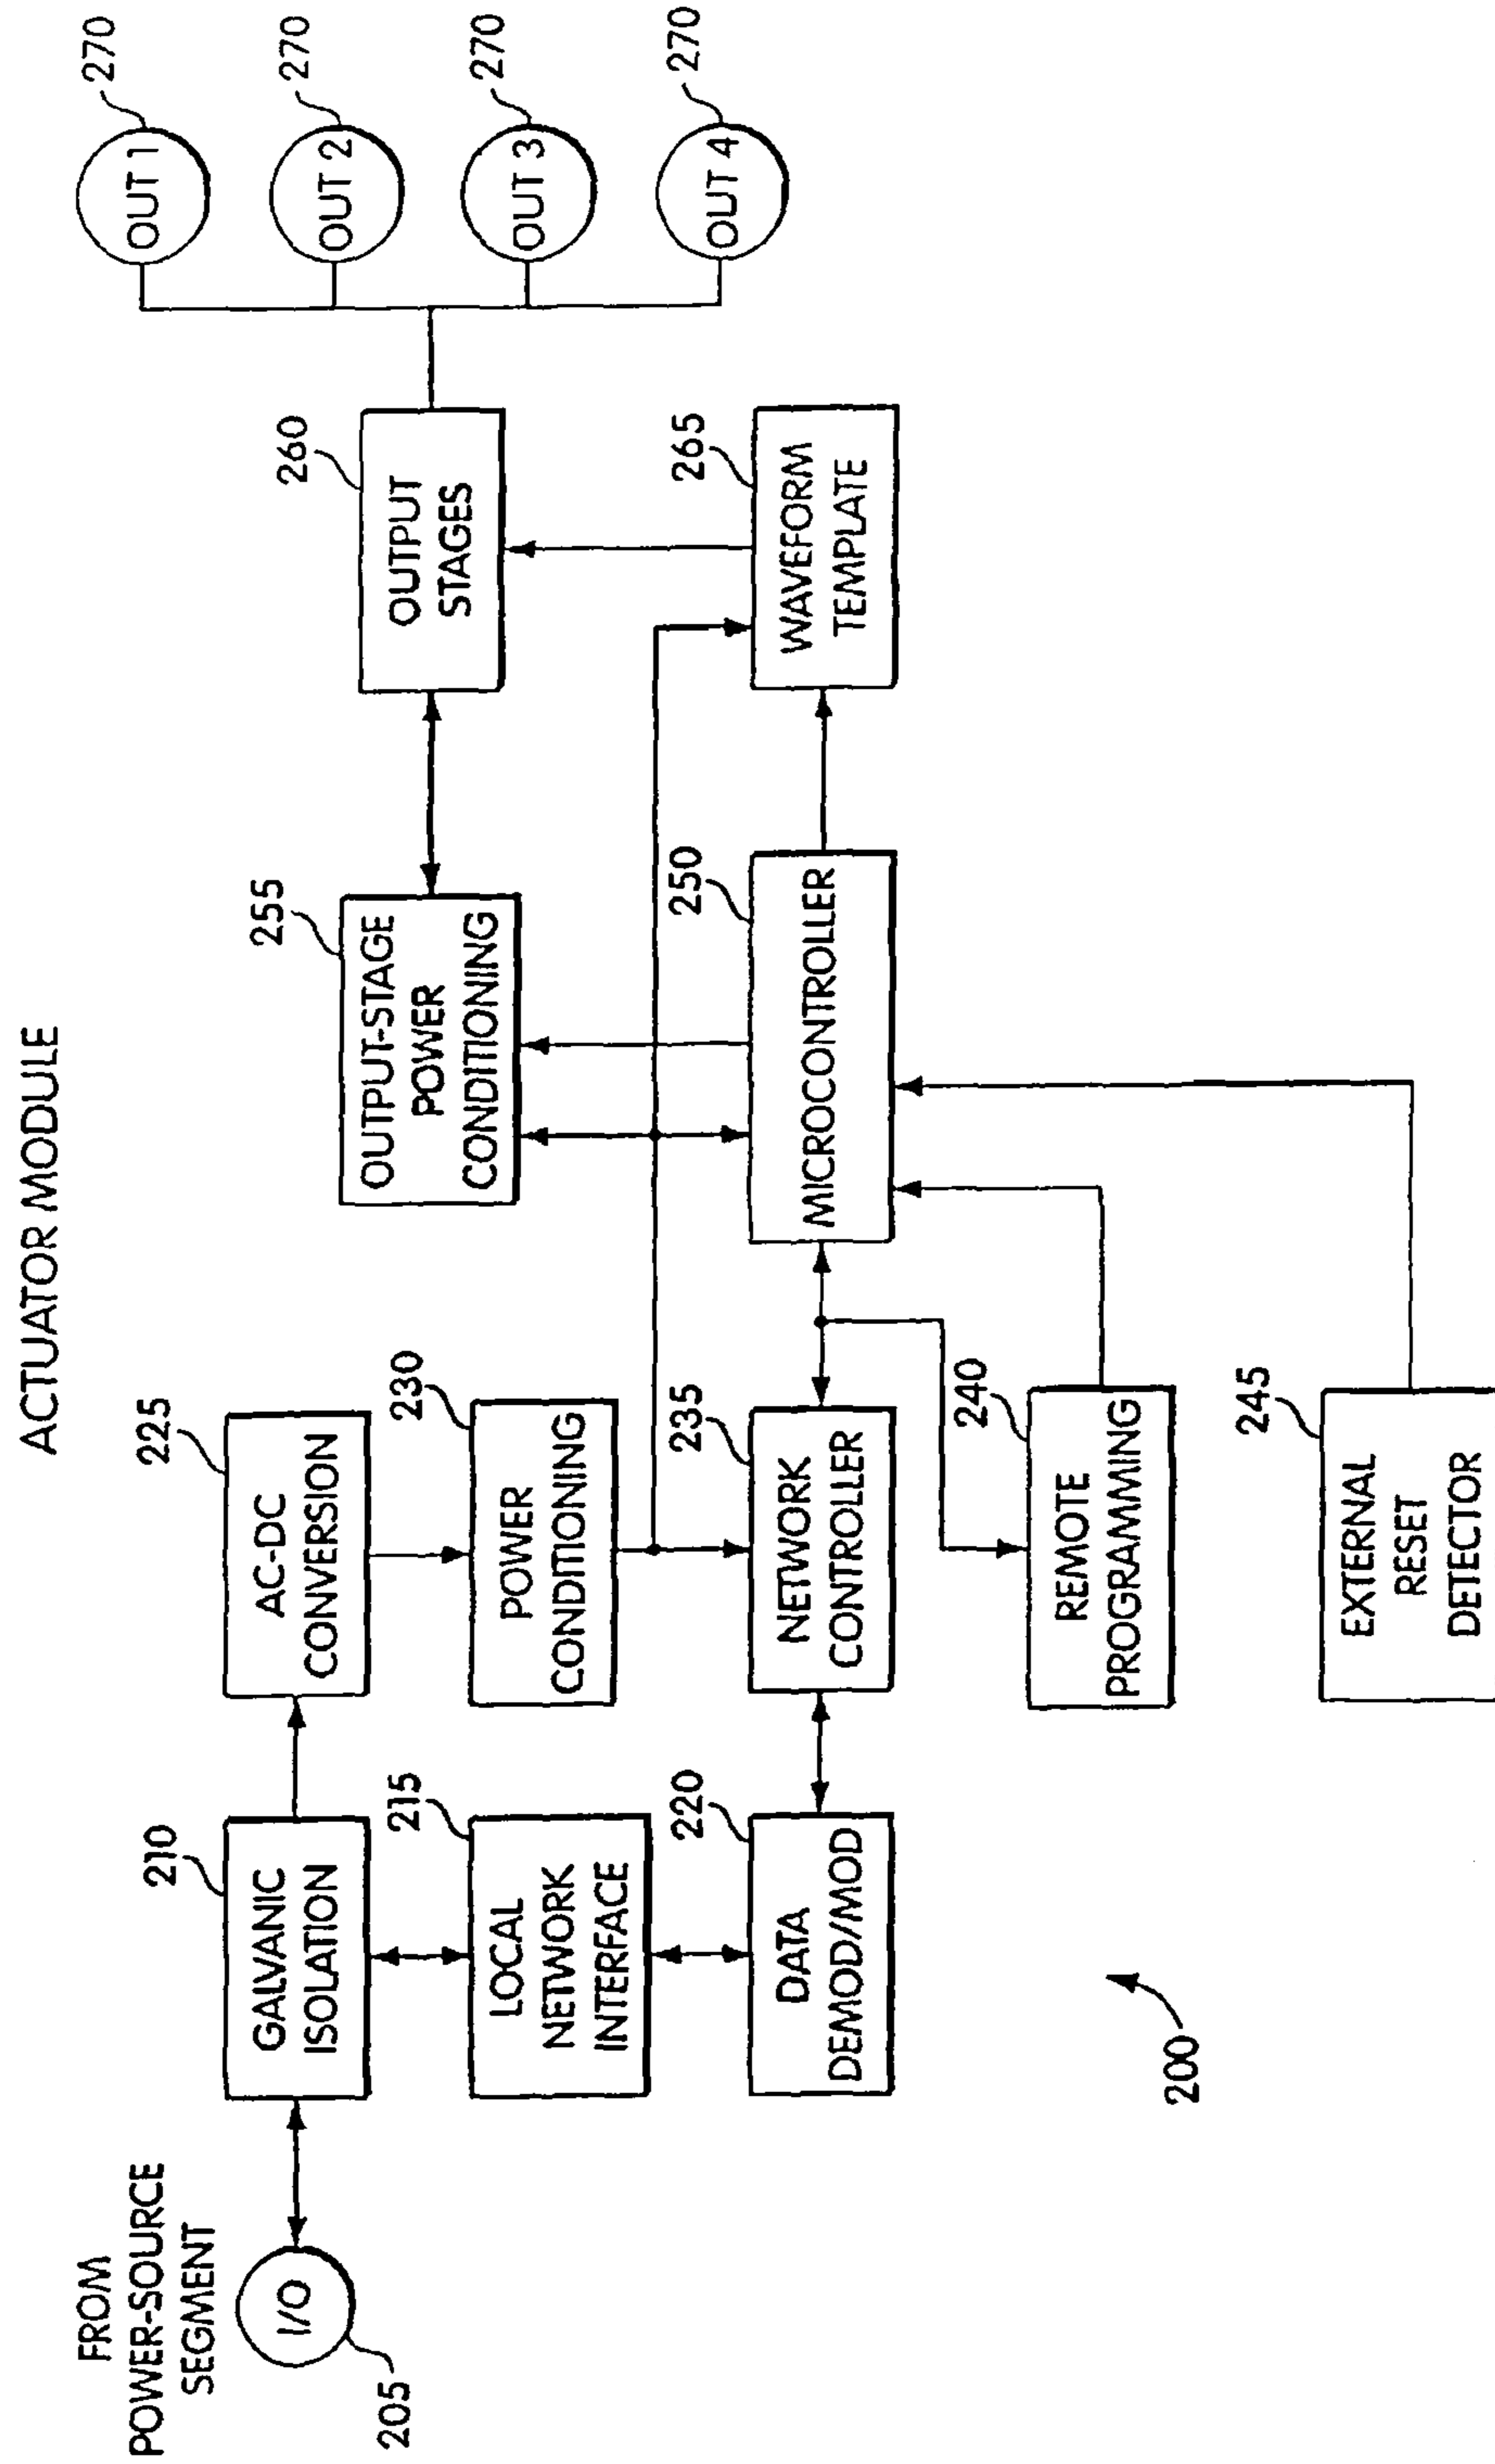 ACTUATOR MODULE
FROM
POWER-SOURCE
SEGMENT
I/O
205
GALVANIC
ISOLATION
210
LOCAL
NETWORK
INTERFACE
215
DATA
DEMOD/MOD
220
AC-DC
CONVERSION
225
POWER
CONDITIONING
230
NETWORK
CONTROLLER
235
REMOTE
PROGRAMMING
240
EXTERNAL
RESET
DETECTOR
245
MICROCONTROLLER
250
OUTPUT-STAGE
POWER
CONDITIONING
255
OUTPUT
STAGES
260
WAVEFORM
TEMPLATE
265
OUT 1
270
OUT 2
270
OUT 3
270
OUT 4
270
200